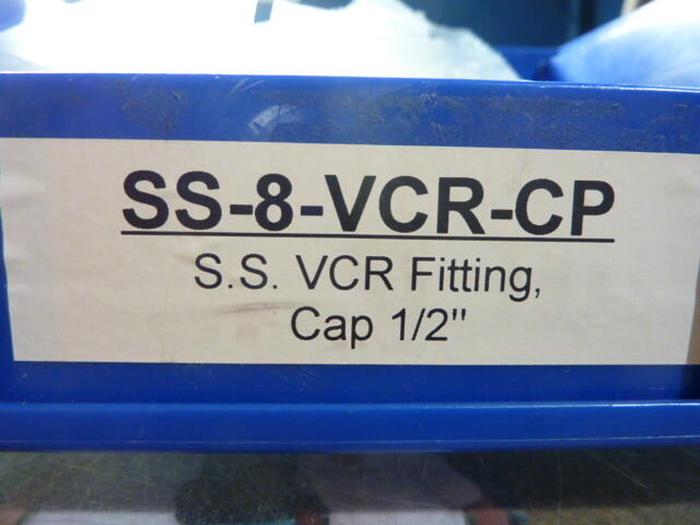 SS-8-VCR-CP
S.S. VCR Fitting,
Cap 1/2"